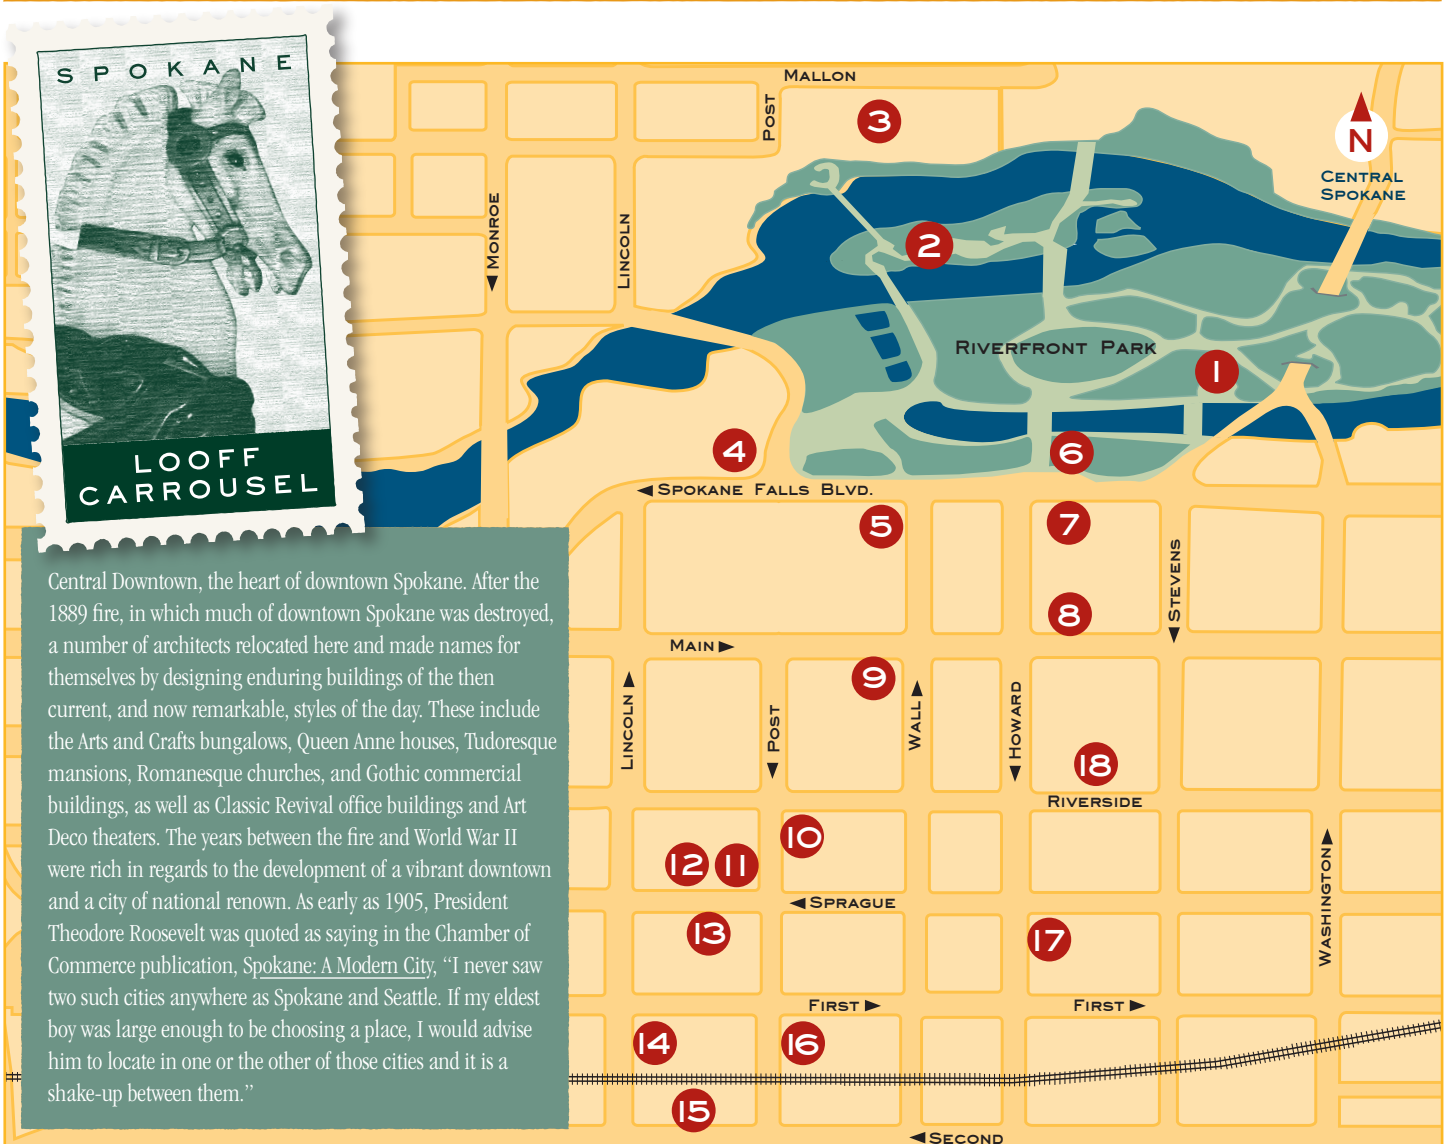 SPOKANE
LOOFF
CARROUSEL
Central Downtown, the heart of downtown Spokane. After the
1889 fire, in which much of downtown Spokane was destroyed,
a number of architects relocated here and made names for
themselves by designing enduring buildings of the then
current, and now remarkable, styles of the day. These include
the Arts and Crafts bungalows, Queen Anne houses, Tudoresque
mansions, Romanesque churches, and Gothic commercial
buildings, as well as Classic Revival office buildings and Art
Deco theaters. The years between the fire and World War II
were rich in regards to the development of a vibrant downtown
and a city of national renown. As early as 1905, President
Theodore Roosevelt was quoted as saying in the Chamber of
Commerce publication, Spokane: A Modern City, “I never saw
two such cities anywhere as Spokane and Seattle. If my eldest
boy was large enough to be choosing a place, I would advise
him to locate in one or the other of those cities and it is a
shake-up between them.”
MALLON
POST
3
N
CENTRAL
SPOKANE
MONROE
LINCOLN
2
RIVERFRONT PARK
1
4
6
SPOKANE FALLS BLVD.
5
7
STEVENS
8
MAIN
9
LINCOLN
POST
WALL
HOWARD
18
RIVERSIDE
10
12
11
WASHINGTON
SPRAGUE
13
17
FIRST
FIRST
14
16
15
SECOND